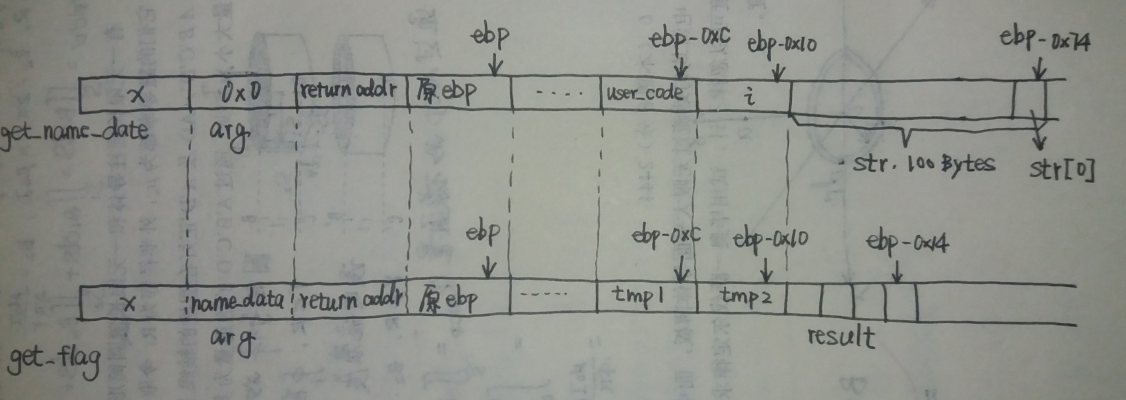 ebp
ebp-0xC
ebp-0x10
ebp-0x74
x
0x0
return addr
原ebp
.....
user_code
i
get_name_date
arg
str. 100 Bytes
str[0]
ebp
ebp-0xC
ebp-0x10
ebp-0x14
x
name_data
return addr
原ebp
.....
tmp1
tmp2
arg
result
get_flag